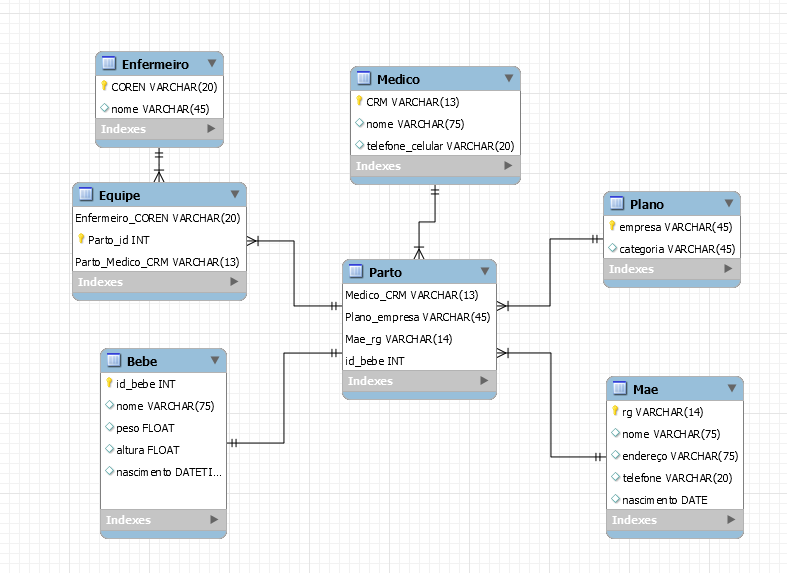 Enfermeiro
COREN VARCHAR(20)
nome VARCHAR(45)
Indexes
Medico
CRM VARCHAR(13)
nome VARCHAR(75)
telefone_celular VARCHAR(20)
Indexes
Equipe
Enfermeiro_COREN VARCHAR(20)
Parto_id INT
Parto_Medico_CRM VARCHAR(13)
Indexes
Plano
empresa VARCHAR(45)
categoria VARCHAR(45)
Indexes
Parto
Medico_CRM VARCHAR(13)
Plano_empresa VARCHAR(45)
Mae_rg VARCHAR(14)
id_bebe INT
Indexes
Bebe
id_bebe INT
nome VARCHAR(75)
peso FLOAT
altura FLOAT
nascimento DATETI...
Indexes
Mae
rg VARCHAR(14)
nome VARCHAR(75)
endereço VARCHAR(75)
telefone VARCHAR(20)
nascimento DATE
Indexes